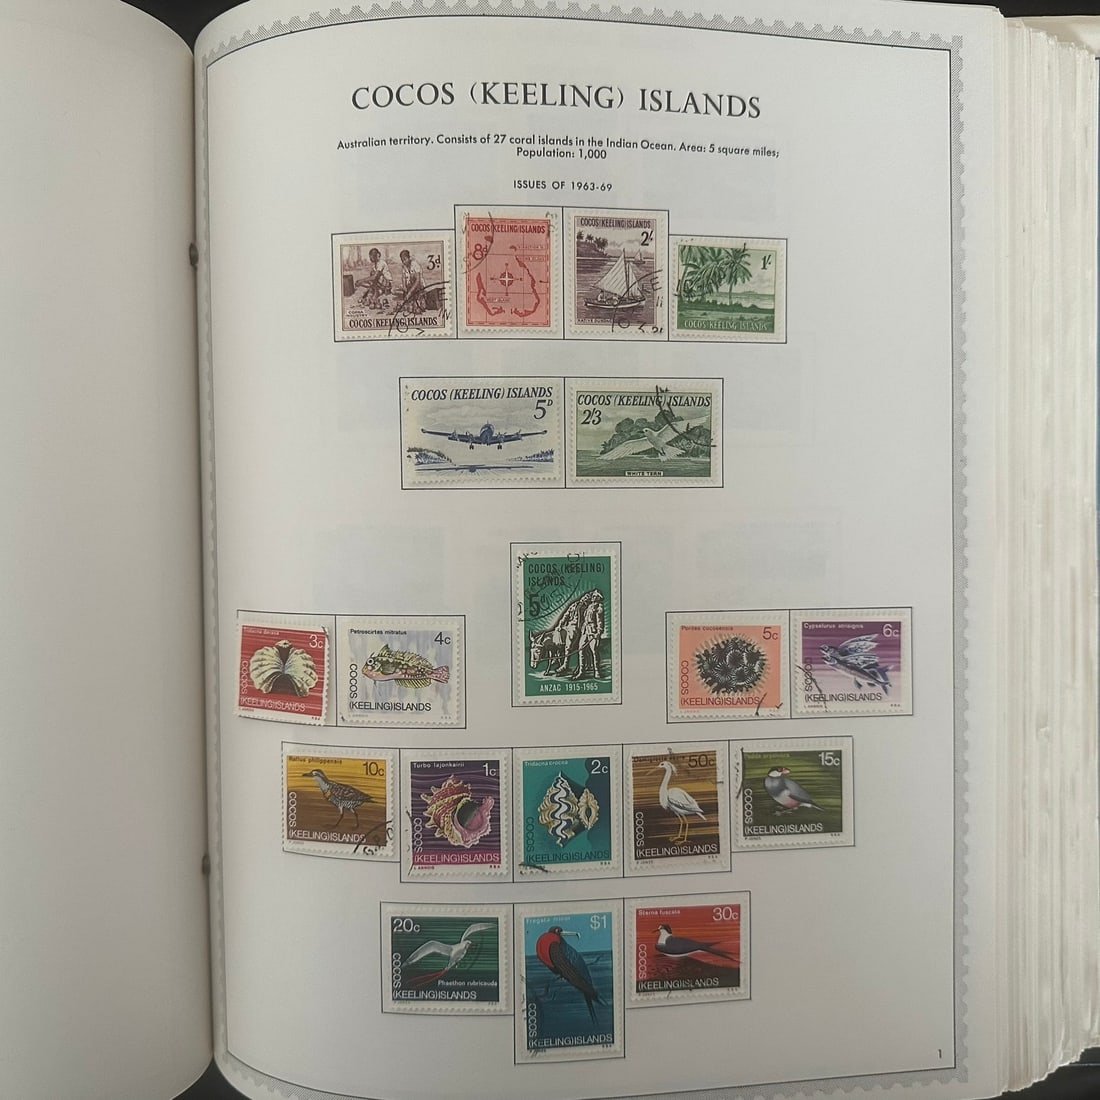 COCOS (KEELING) ISLANDS
Australian territory. Consists of 27 coral islands in the Indian Ocean. Area: 5 square miles;
Population: 1,000
ISSUES OF 1963-69
3d
COPRA INDUSTRY
COCOS (KEELING) ISLANDS
COCOS (KEELING) ISLANDS
8d
COCOS (KEELING) ISLANDS
2/-
1/-
COCOS (KEELING) ISLANDS
COCOS (KEELING) ISLANDS
5D
COCOS (KEELING) ISLANDS
2/3
WHITE TERN
COCOS (KEELING)
ISLANDS
5d
ANZAC 1915-1965
3c
COCOS
(KEELING) ISLANDS
4c
COCOS
(KEELING) ISLANDS
Porites cocosensis
5c
COCOS
(KEELING) ISLANDS
6c
COCOS
(KEELING) ISLANDS
Rallus philippensis
10c
COCOS
(KEELING) ISLANDS
Turbo lajonkairii
1c
COCOS
(KEELING) ISLANDS
Tridacna crocea
2c
COCOS
(KEELING) ISLANDS
50c
COCOS
(KEELING) ISLANDS
15c
COCOS
(KEELING) ISLANDS
20c
Phaethon rubricauda
COCOS
(KEELING) ISLANDS
Fregata minor
$1
COCOS
(KEELING) ISLANDS
Sterna fuscata
30c
COCOS
(KEELING) ISLANDS
1